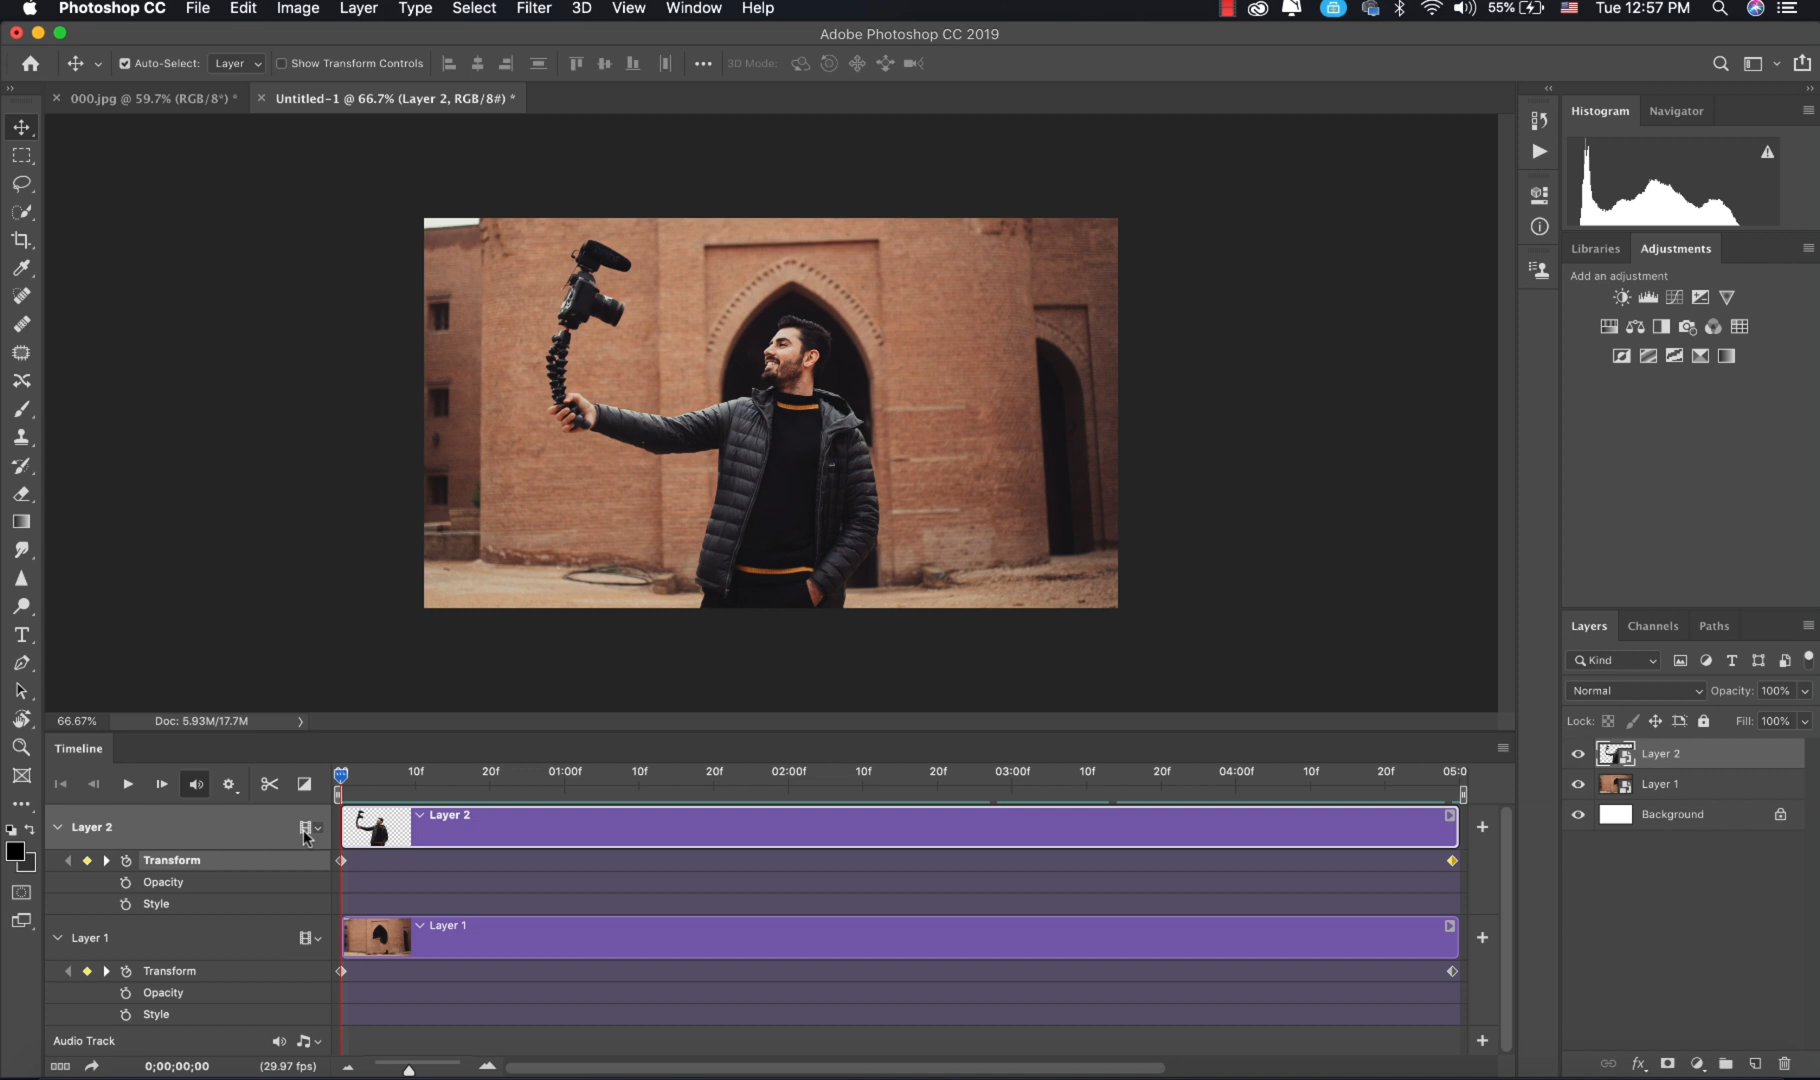 Photoshop CC File Edit Image Layer Type Select Filter 3D View Window Help 55% Tue 12:57 PM
Adobe Photoshop CC 2019
Auto-Select: Layer Show Transform Controls 3D Mode:
000.jpg @ 59.7% (RGB/8*) * Untitled-1 @ 66.7% (Layer 2, RGB/8#) *
Histogram Navigator
Libraries Adjustments
Add an adjustment
Layers Channels Paths
Kind
Normal Opacity: 100%
Lock: Fill: 100%
Layer 2
Layer 1
Background
66.67% Doc: 5.93M/17.7M
Timeline
10f 20f 01:00f 10f 20f 02:00f 10f 20f 03:00f 10f 20f 04:00f 10f 20f 05:0
Layer 2 Layer 2
Transform
Opacity
Style
Layer 1 Layer 1
Transform
Opacity
Style
Audio Track
0;00;00;00 (29.97 fps)